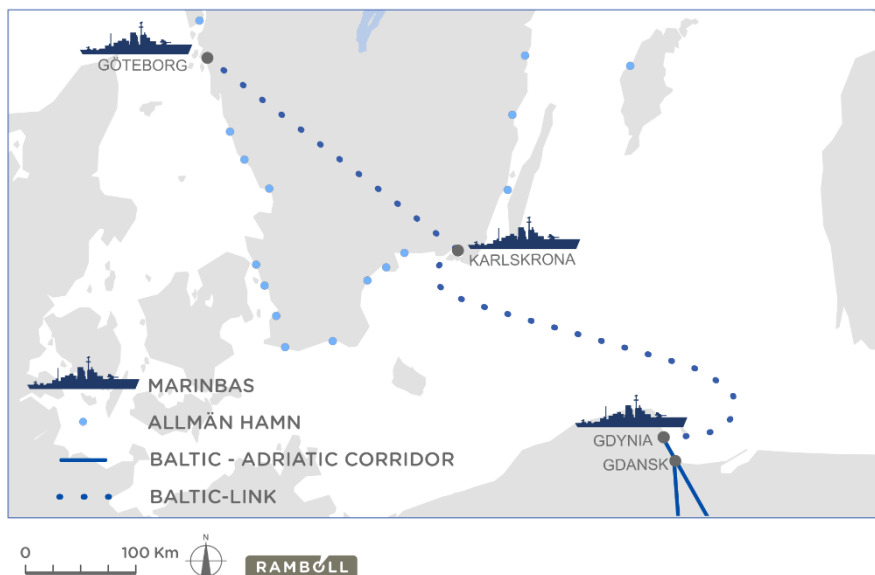 GÖTEBORG
KARLSKRONA
MARINBAS
ALLMÄN HAMN
GDYNIA
BALTIC - ADRIATIC CORRIDOR
GDANSK
BALTIC-LINK
N
0 100 Km
RAMBOLL